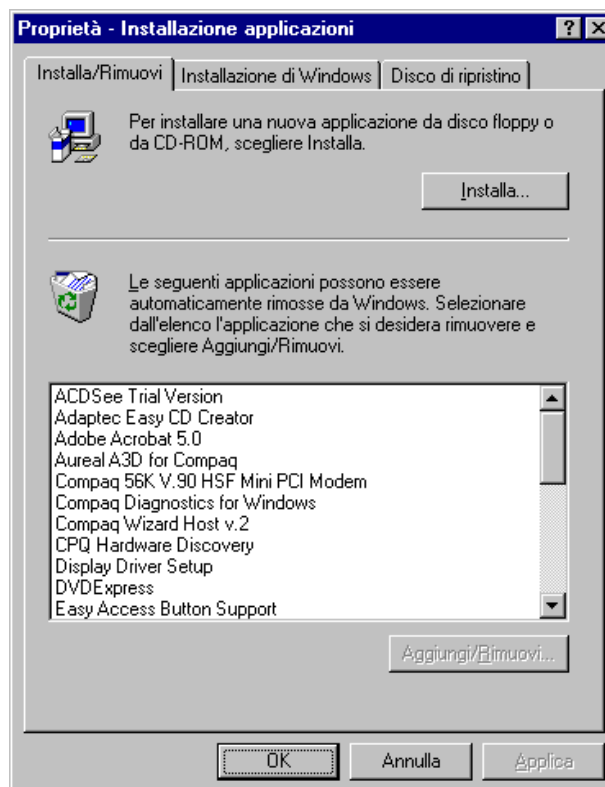 Proprietà - Installazione applicazioni
Installa/Rimuovi
Installazione di Windows
Disco di ripristino
Per installare una nuova applicazione da disco floppy o
da CD-ROM, scegliere Installa.
Installa...
Le seguenti applicazioni possono essere
automaticamente rimosse da Windows. Selezionare
dall'elenco l'applicazione che si desidera rimuovere e
scegliere Aggiungi/Rimuovi.
ACDSee Trial Version
Adaptec Easy CD Creator
Adobe Acrobat 5.0
Aureal A3D for Compaq
Compaq 56K V.90 HSF Mini PCI Modem
Compaq Diagnostics for Windows
Compaq Wizard Host v.2
CPQ Hardware Discovery
Display Driver Setup
DVDExpress
Easy Access Button Support
Aggiungi/Rimuovi...
OK
Annulla
Applica